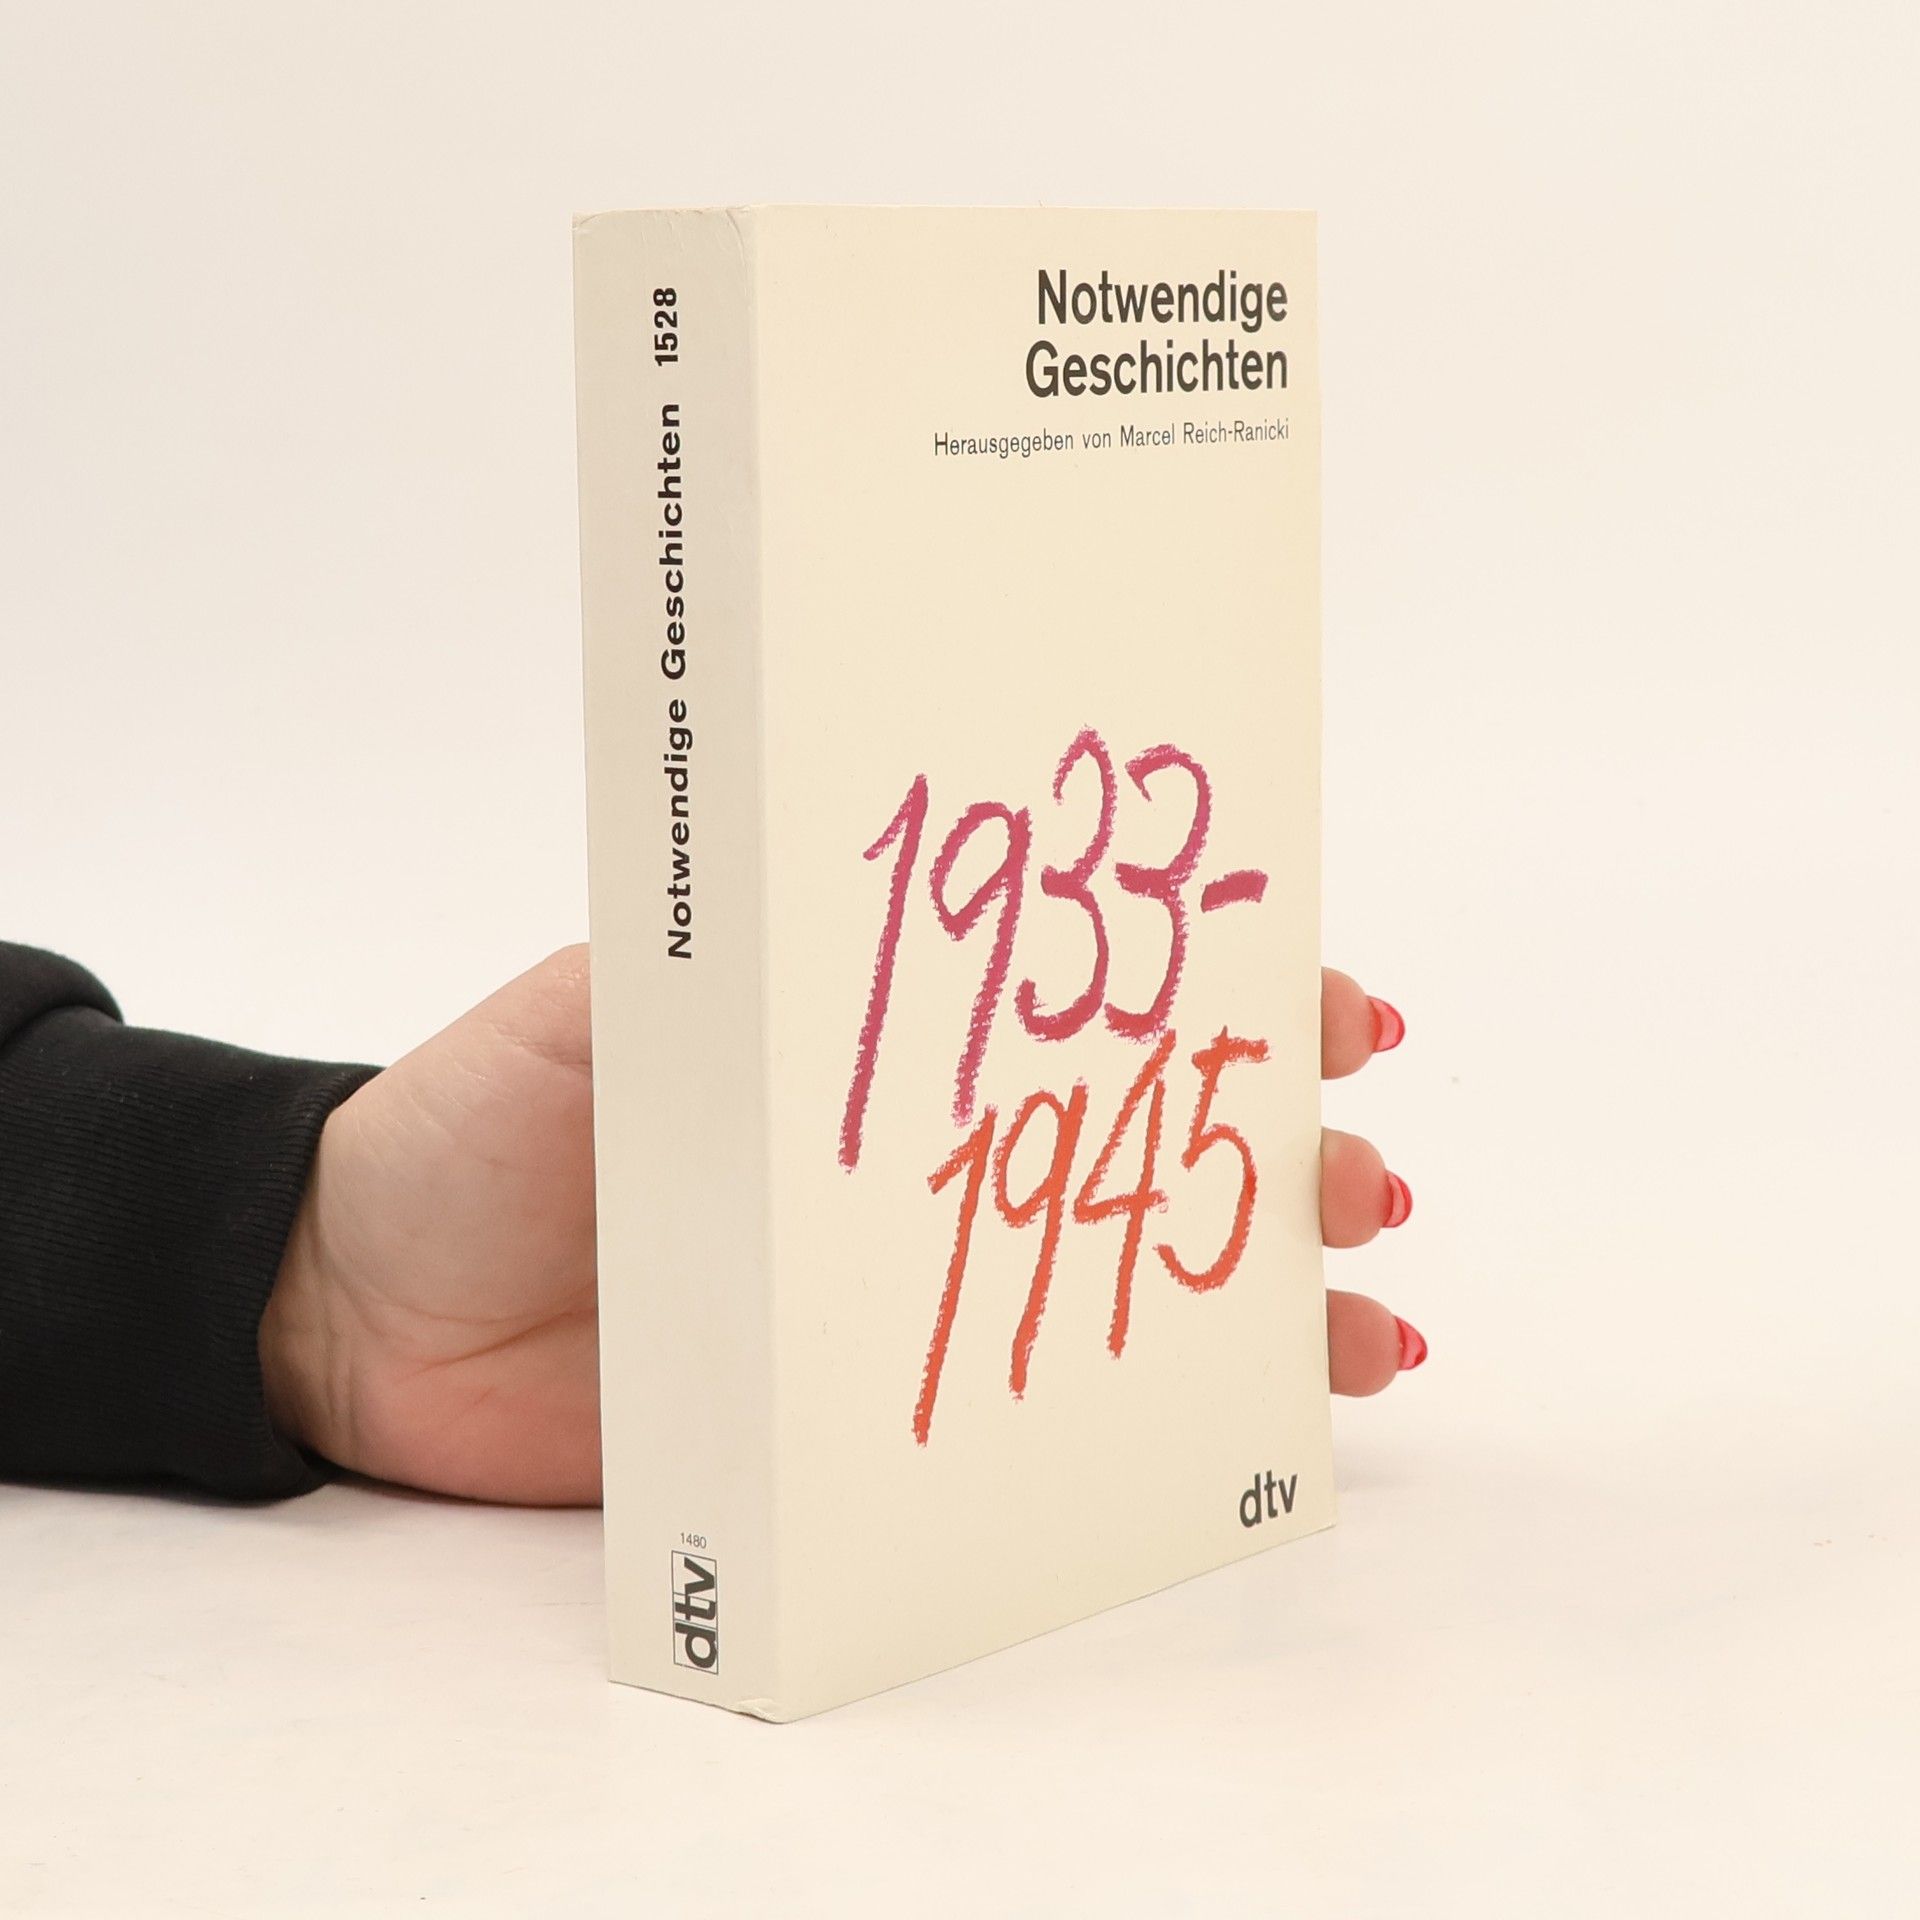 Notwendige Geschichten 1528
1480
dtv
Notwendige
Geschichten
Herausgegeben von Marcel Reich-Ranicki
1933-
1945
dtv